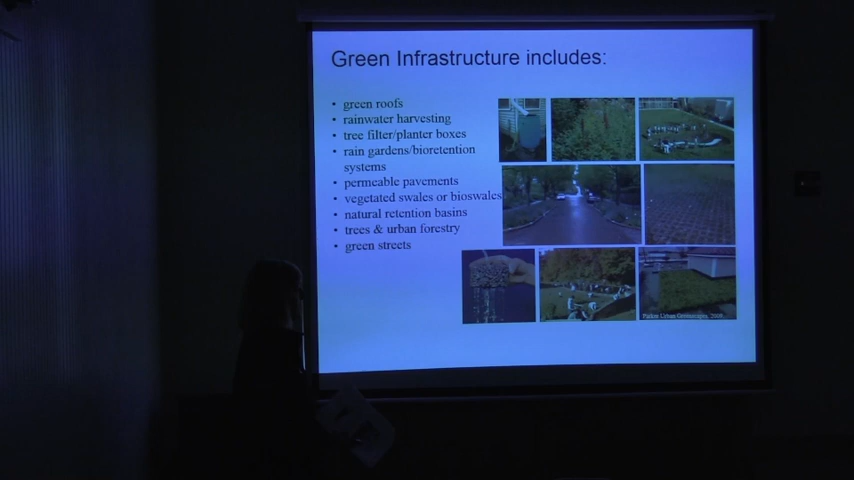 Green Infrastructure includes:
• green roofs
• rainwater harvesting
• tree filter/planter boxes
• rain gardens/bioretention
systems
• permeable pavements
• vegetated swales or bioswales
• natural retention basins
• trees & urban forestry
• green streets
2008